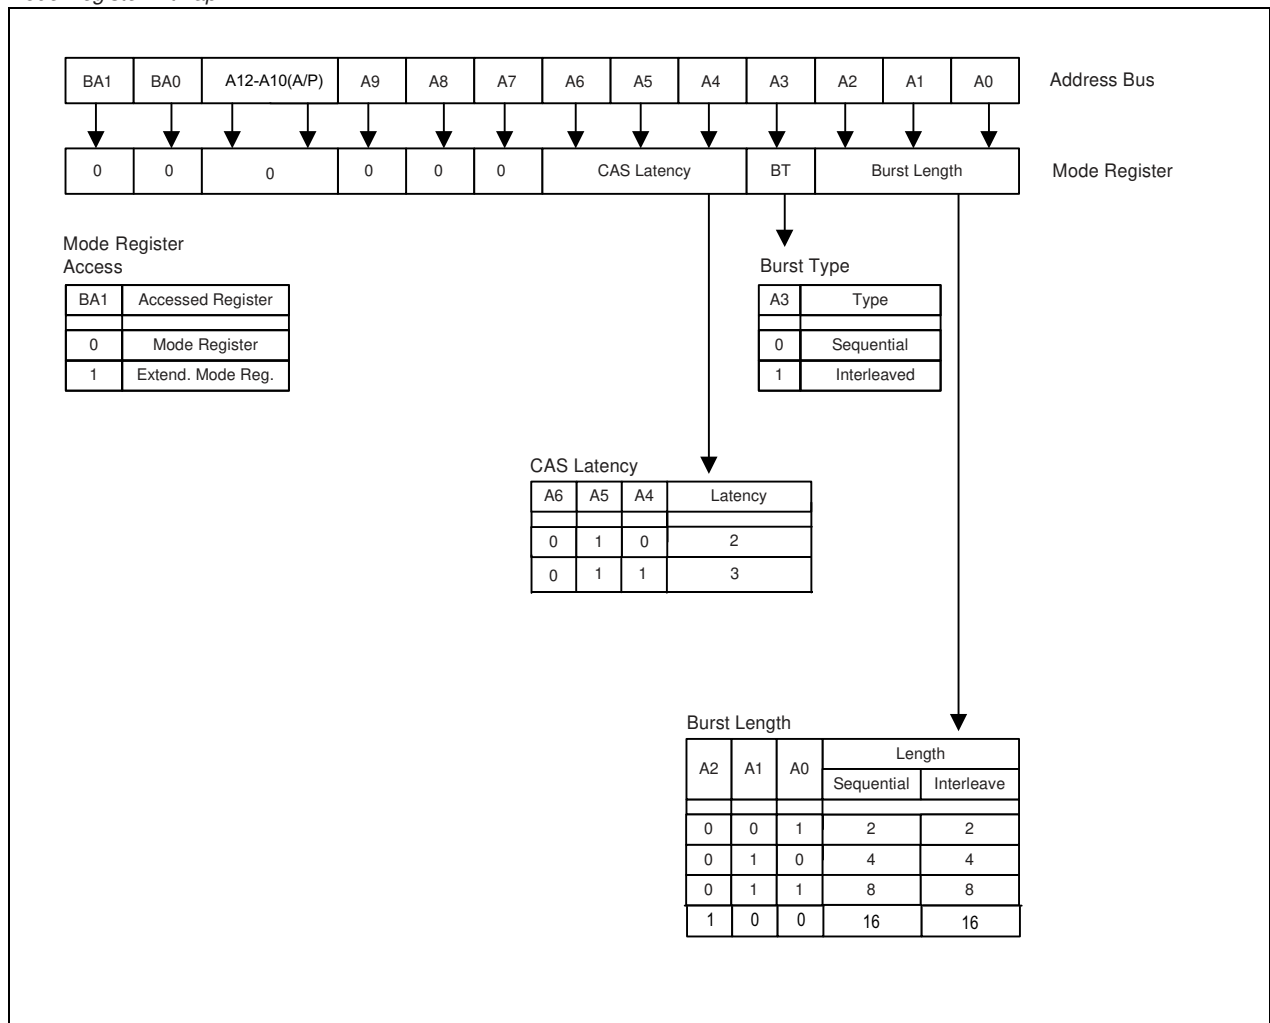 BA1 BA0 A12-A10(A/P) A9 A8 A7 A6 A5 A4 A3 A2 A1 A0 Address Bus
0 0 0 0 0 0 CAS Latency BT Burst Length Mode Register
Mode Register
Access
BA1 Accessed Register
0 Mode Register
1 Extend. Mode Reg.
Burst Type
A3 Type
0 Sequential
1 Interleaved
CAS Latency
A6 A5 A4 Latency
0 1 0 2
0 1 1 3
Burst Length
A2 A1 A0 Length
Sequential Interleave
0 0 1 2 2
0 1 0 4 4
0 1 1 8 8
1 0 0 16 16